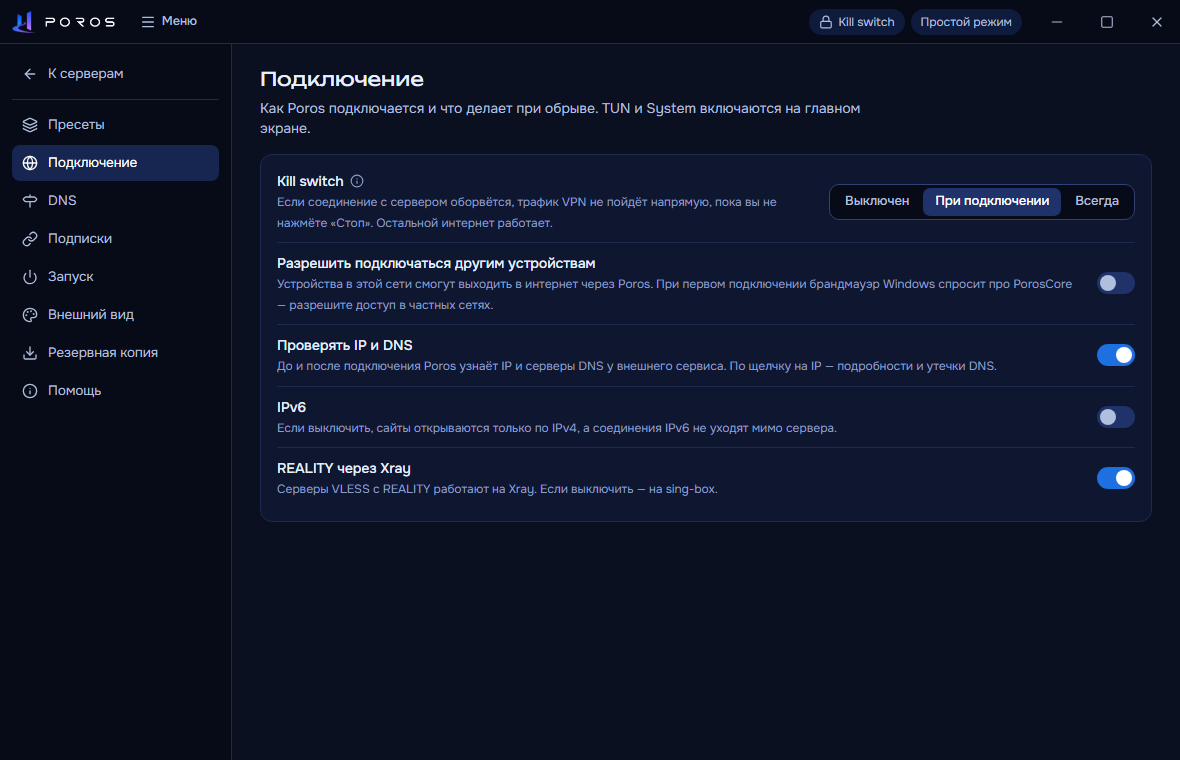 POROS
Меню
Kill switch
Простой режим
К серверам
Пресеты
Подключение
DNS
Подписки
Запуск
Внешний вид
Резервная копия
Помощь
Подключение
Как Poros подключается и что делает при обрыве. TUN и System включаются на главном
экране.
Kill switch
Если соединение с сервером оборвётся, трафик VPN не пойдёт напрямую, пока вы не
нажмёте «Стоп». Остальной интернет работает.
Выключен
При подключении
Всегда
Разрешить подключаться другим устройствам
Устройства в этой сети смогут выходить в интернет через Poros. При первом подключении брандмауэр Windows спросит про PorosCore
— разрешите доступ в частных сетях.
Проверять IP и DNS
До и после подключения Poros узнаёт IP и серверы DNS у внешнего сервиса. По щелчку на IP — подробности и утечки DNS.
IPv6
Если выключить, сайты открываются только по IPv4, а соединения IPv6 не уходят мимо сервера.
REALITY через Xray
Серверы VLESS с REALITY работают на Xray. Если выключить — на sing-box.